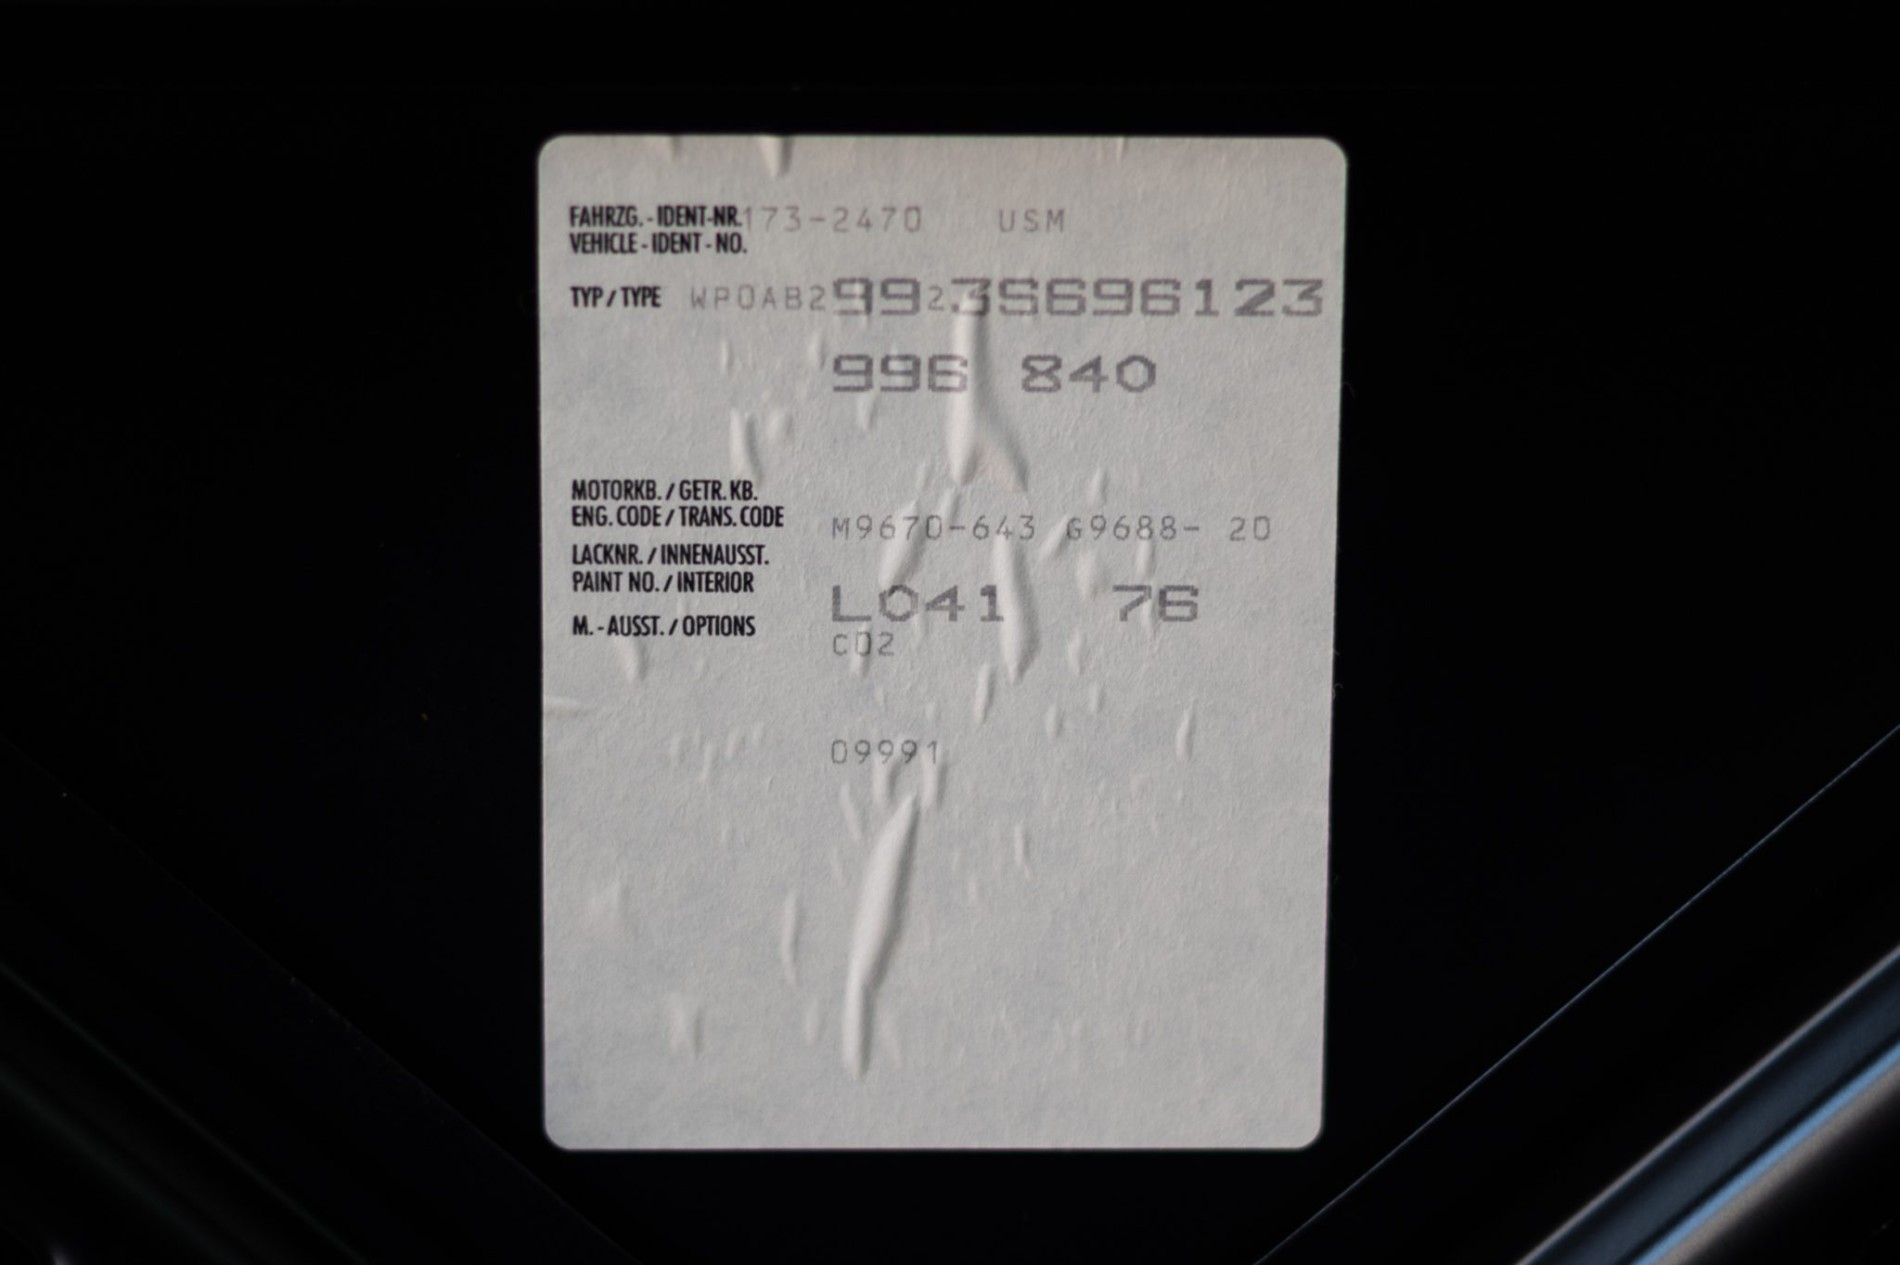 FAHRZG.-IDENT-NR. 173-2470 USM
VEHICLE-IDENT-NO.
TYP/TYPE WP0AB29923S696123
996 840
MOTORKB./GETR.KB.
ENG.CODE/TRANS.CODE M9670-643 G9688- 20
LACKNR./INNENAUSST.
PAINT NO./INTERIOR L041 76
M.-AUSST./OPTIONS
C02
09991